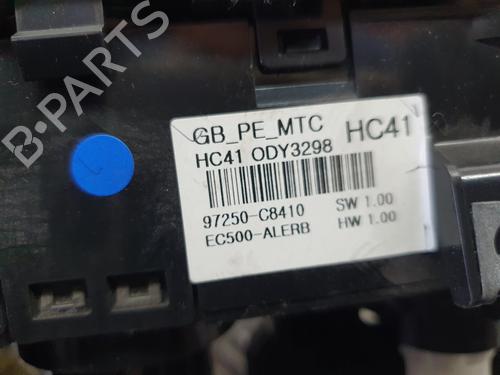 GB_PE_MTC HC41
HC41 ODY3298
97250-C8410 SW 1.00
EC500-ALERB HW 1.00
B-PARTS